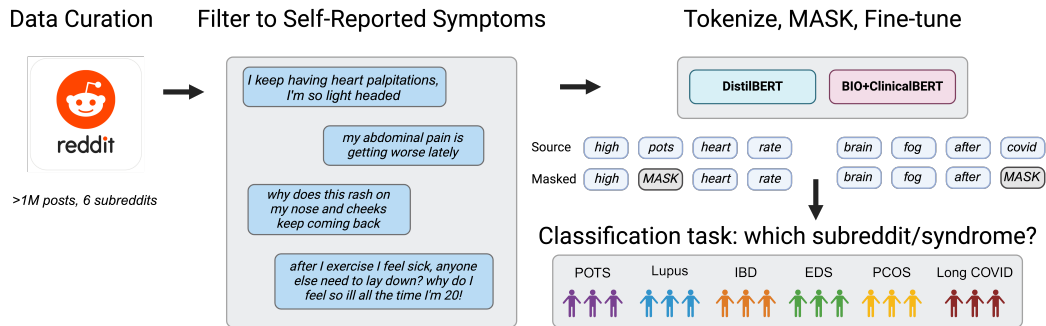 Data Curation
reddit
>1M posts, 6 subreddits
Filter to Self-Reported Symptoms
I keep having heart palpitations,
I'm so light headed
my abdominal pain is
getting worse lately
why does this rash on
my nose and cheeks
keep coming back
after I exercise I feel sick, anyone
else need to lay down? why do I
feel so ill all the time I'm 20!
Tokenize, MASK, Fine-tune
DistilBERT
BIO+ClinicalBERT
Source high pots heart rate brain fog after covid
Masked high MASK heart rate brain fog after MASK
Classification task: which subreddit/syndrome?
POTS Lupus IBD EDS PCOS Long COVID